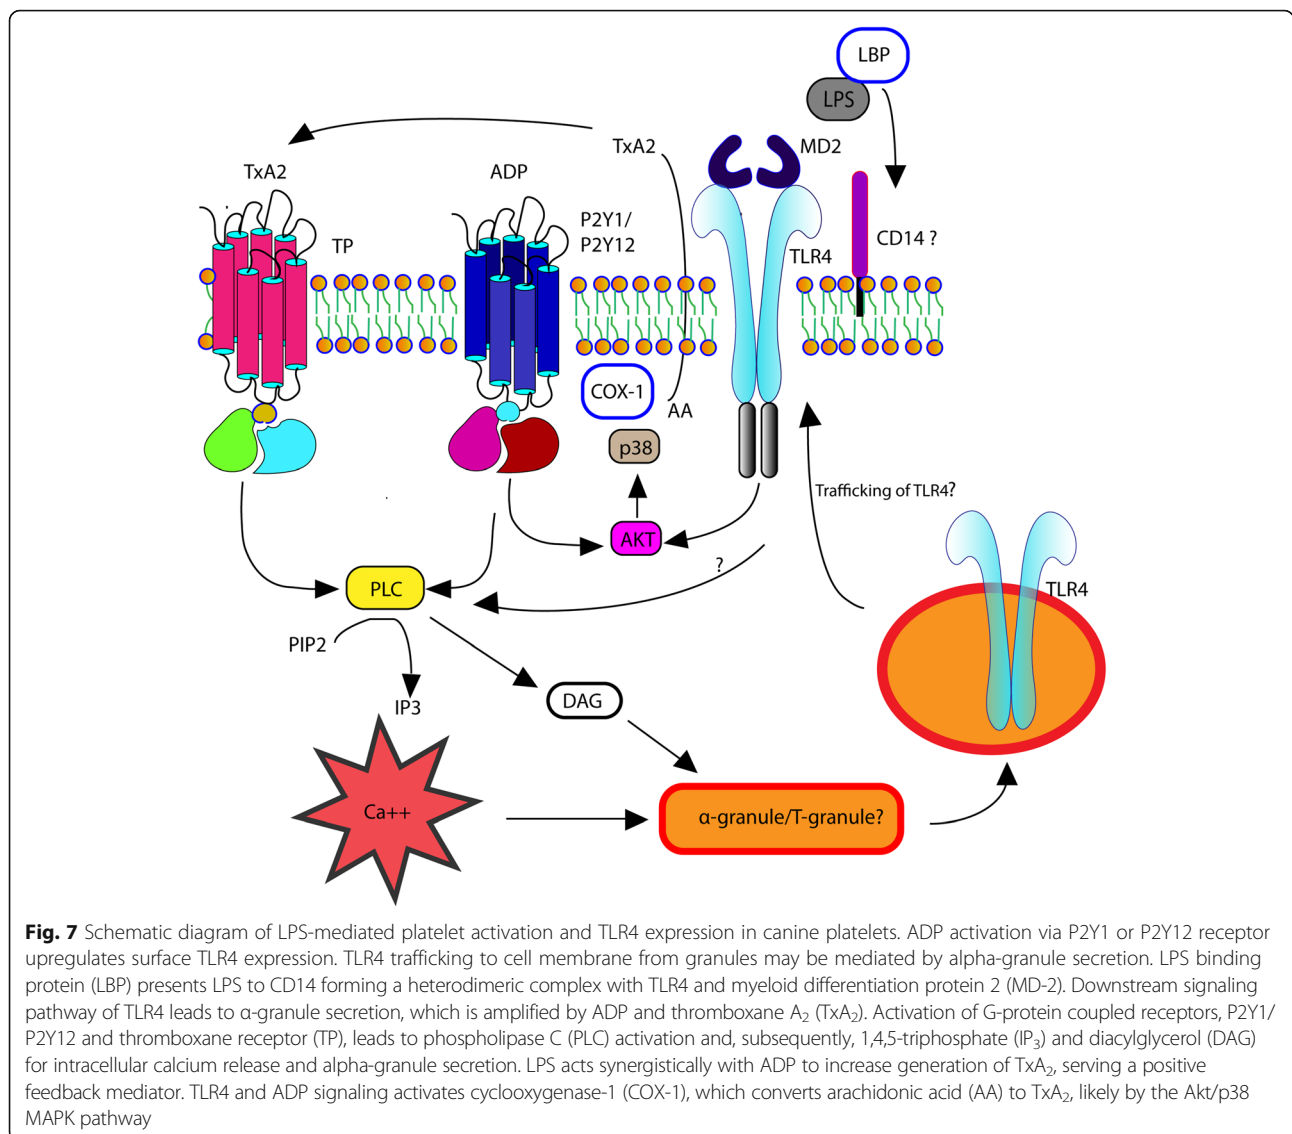 LBP
LPS
TxA2
MD2
TxA2
ADP
P2Y1/
P2Y12
TP
CD14 ?
TLR4
COX-1
AA
p38
Trafficking of TLR4?
AKT
?
PLC
TLR4
PIP2
DAG
IP3
Ca++
α-granule/T-granule?
Fig. 7 Schematic diagram of LPS-mediated platelet activation and TLR4 expression in canine platelets. ADP activation via P2Y1 or P2Y12 receptor
upregulates surface TLR4 expression. TLR4 trafficking to cell membrane from granules may be mediated by alpha-granule secretion. LPS binding
protein (LBP) presents LPS to CD14 forming a heterodimeric complex with TLR4 and myeloid differentiation protein 2 (MD-2). Downstream signaling
pathway of TLR4 leads to α-granule secretion, which is amplified by ADP and thromboxane A₂ (TxA₂). Activation of G-protein coupled receptors, P2Y1/
P2Y12 and thromboxane receptor (TP), leads to phospholipase C (PLC) activation and, subsequently, 1,4,5-triphosphate (IP₃) and diacylglycerol (DAG)
for intracellular calcium release and alpha-granule secretion. LPS acts synergistically with ADP to increase generation of TxA₂, serving a positive
feedback mediator. TLR4 and ADP signaling activates cyclooxygenase-1 (COX-1), which converts arachidonic acid (AA) to TxA₂, likely by the Akt/p38
MAPK pathway